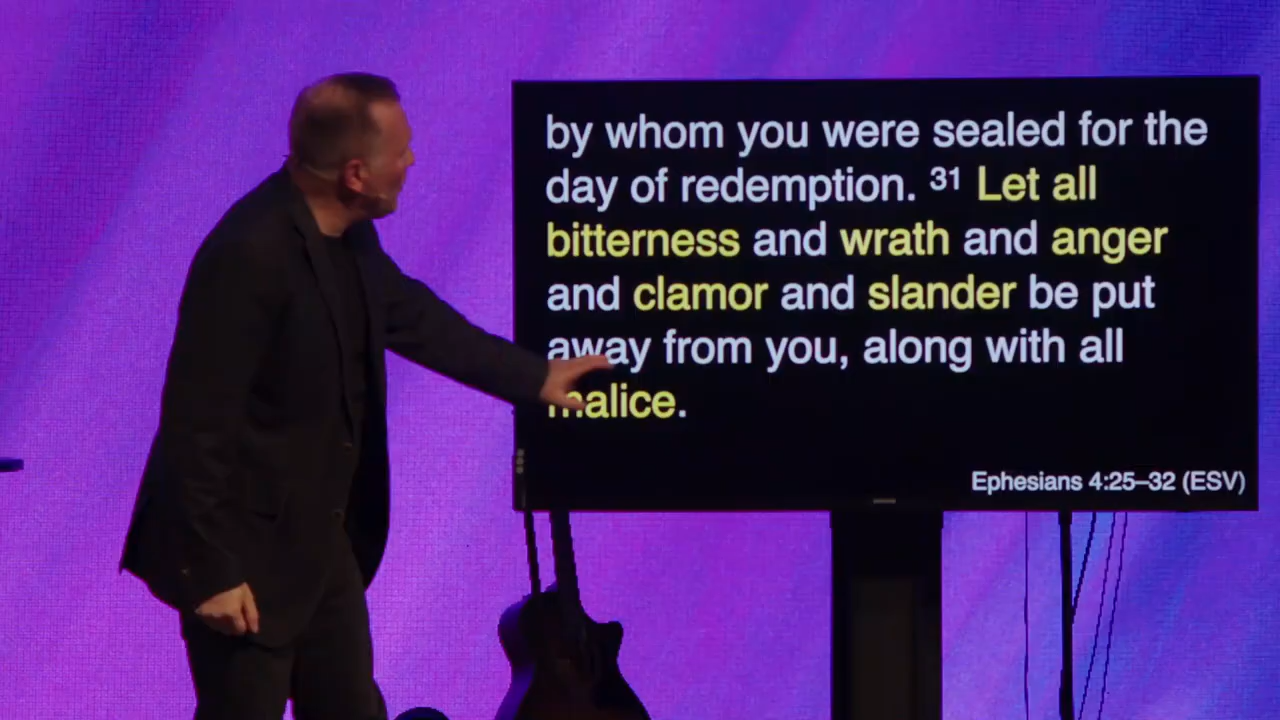 by whom you were sealed for the
day of redemption. 31 Let all
bitterness and wrath and anger
and clamor and slander be put
away from you, along with all
malice.
Ephesians 4:25–32 (ESV)